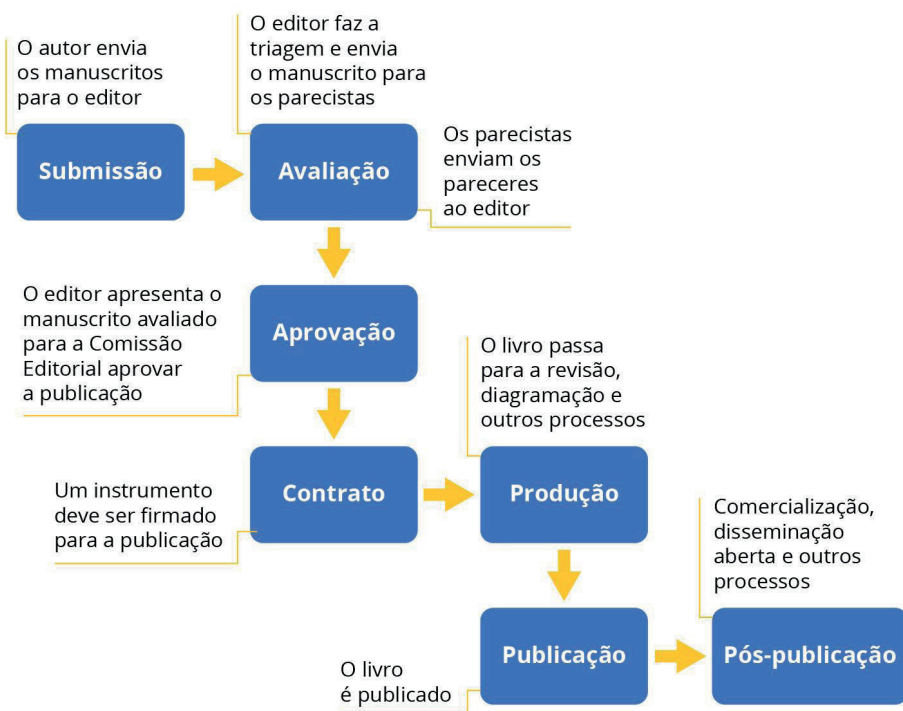 O autor envia
os manuscritos
para o editor
O editor faz a
triagem e envia
o manuscrito para
os parecistas
Submissão
Avaliação
Os parecistas
enviam os
pareceres
ao editor
O editor apresenta o
manuscrito avaliado
para a Comissão
Editorial aprovar
a publicação
Aprovação
Um instrumento
deve ser firmado
para a publicação
Contrato
O livro passa
para a revisão,
diagramação e
outros processos
Produção
O livro
é publicado
Publicação
Comercialização,
disseminação
aberta e outros
processos
Pós-publicação